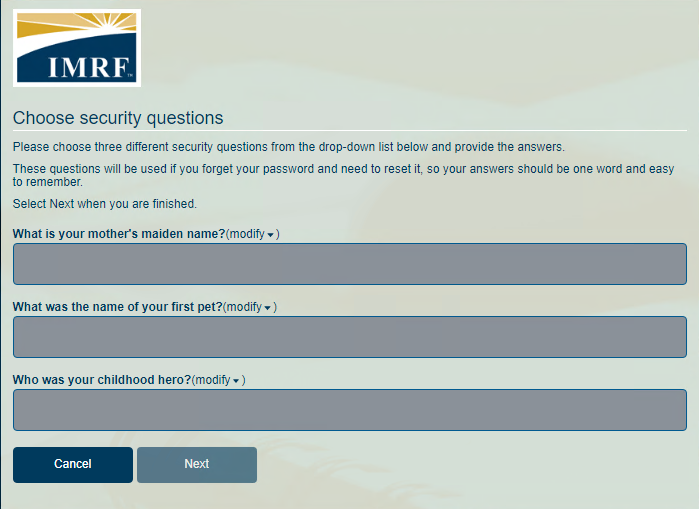 IMRF™
Choose security questions
Please choose three different security questions from the drop-down list below and provide the answers.
These questions will be used if you forget your password and need to reset it, so your answers should be one word and easy
to remember.
Select Next when you are finished.
What is your mother's maiden name?(modify ▾ )
What was the name of your first pet?(modify ▾ )
Who was your childhood hero?(modify ▾ )
Cancel Next